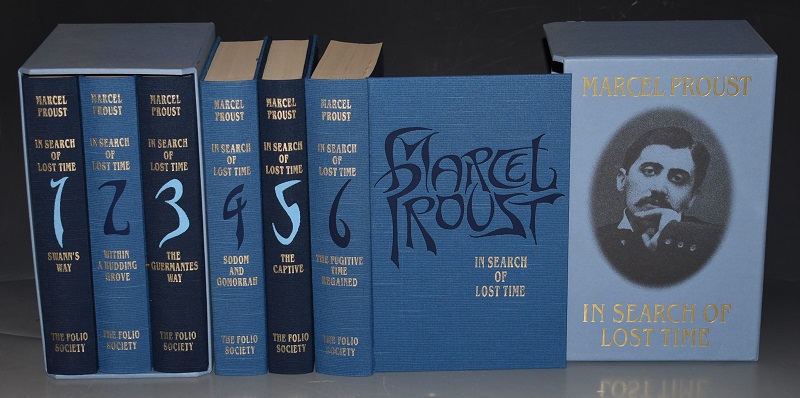 MARCEL
PROUST
IN SEARCH
OF
LOST TIME
1
SWANN'S
WAY
THE FOLIO
SOCIETY
MARCEL
PROUST
IN SEARCH
OF
LOST TIME
2
WITHIN
A BUDDING
GROVE
THE FOLIO
SOCIETY
MARCEL
PROUST
IN SEARCH
OF
LOST TIME
3
THE
GUERMANTES
WAY
THE FOLIO
SOCIETY
MARCEL
PROUST
IN SEARCH
OF
LOST TIME
4
SODOM
AND
GOMORRAH
THE FOLIO
SOCIETY
MARCEL
PROUST
IN SEARCH
OF
LOST TIME
5
THE
CAPTIVE
THE FOLIO
SOCIETY
MARCEL
PROUST
IN SEARCH
OF
LOST TIME
6
THE FUGITIVE
TIME
REGAINED
THE FOLIO
SOCIETY
MARCEL
PROUST
IN SEARCH
OF
LOST TIME
MARCEL PROUST
IN SEARCH OF
LOST TIME